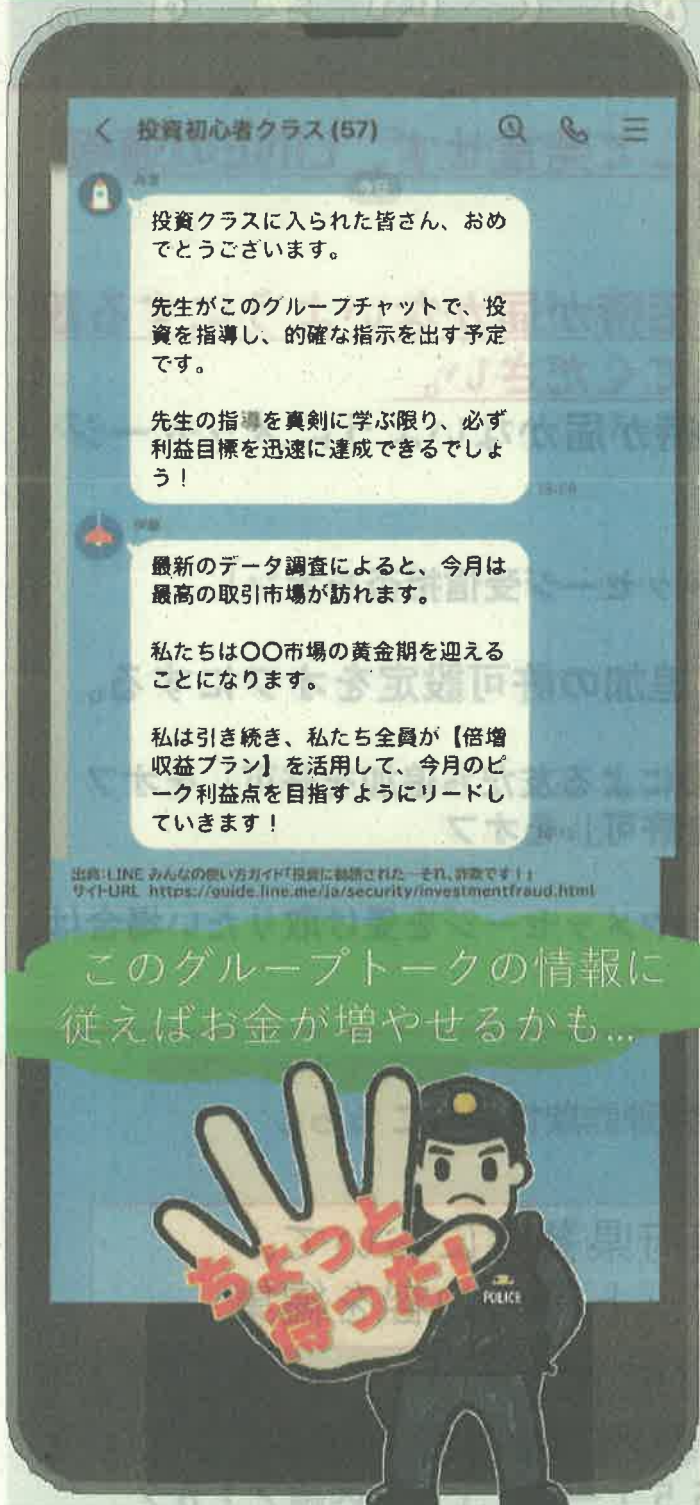 投資初心者クラス(57)
投資クラスに入られた皆さん、おめ
でとうございます。
先生がこのグループチャットで、投
資を指導し、的確な指示を出す予定
です。
先生の指導を真剣に学ぶ限り、必ず
利益目標を迅速に達成できるでしょ
う！
最新のデータ調査によると、今月は
最高の取引市場が訪れます。
私たちは〇〇市場の黄金期を迎える
ことになります。
私は引き続き、私たち全員が【倍増
収益プラン】を活用して、今月のピ
ーク利益点を目指すようにリードし
ていきます！
出典:LINE みんなの使い方ガイド「投資に勧誘された…それ、詐欺です！」
サイトURL https://guide.line.me/ja/security/investmentfraud.html
このグループトークの情報に
従えばお金が増やせるかも…
ちょっと
待った!
POLICE